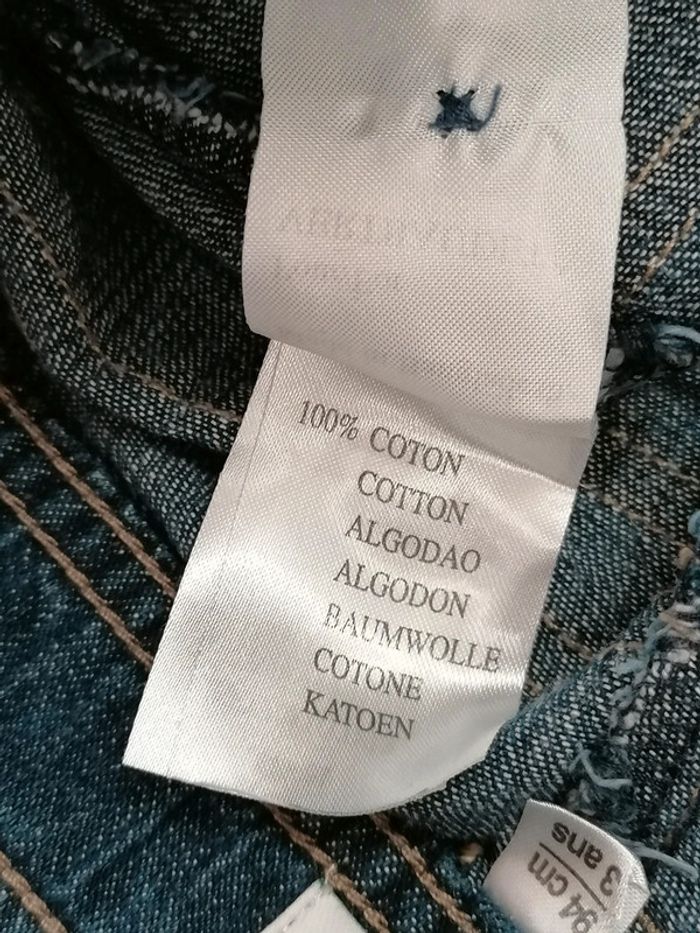 100% COTON
COTTON
ALGODAO
ALGODON
BAUMWOLLE
COTONE
KATOEN
94 cm
3 ans